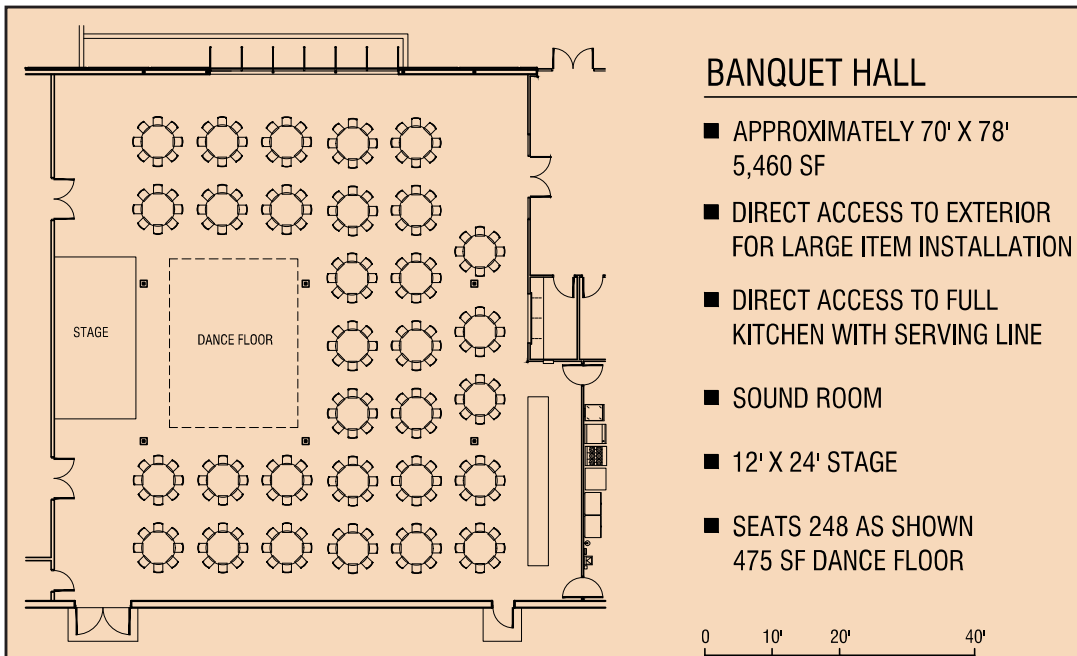 BANQUET HALL
■ APPROXIMATELY 70' X 78'
5,460 SF
■ DIRECT ACCESS TO EXTERIOR
FOR LARGE ITEM INSTALLATION
■ DIRECT ACCESS TO FULL
KITCHEN WITH SERVING LINE
■ SOUND ROOM
■ 12' X 24' STAGE
■ SEATS 248 AS SHOWN
475 SF DANCE FLOOR
0 10' 20' 40'
STAGE
DANCE FLOOR